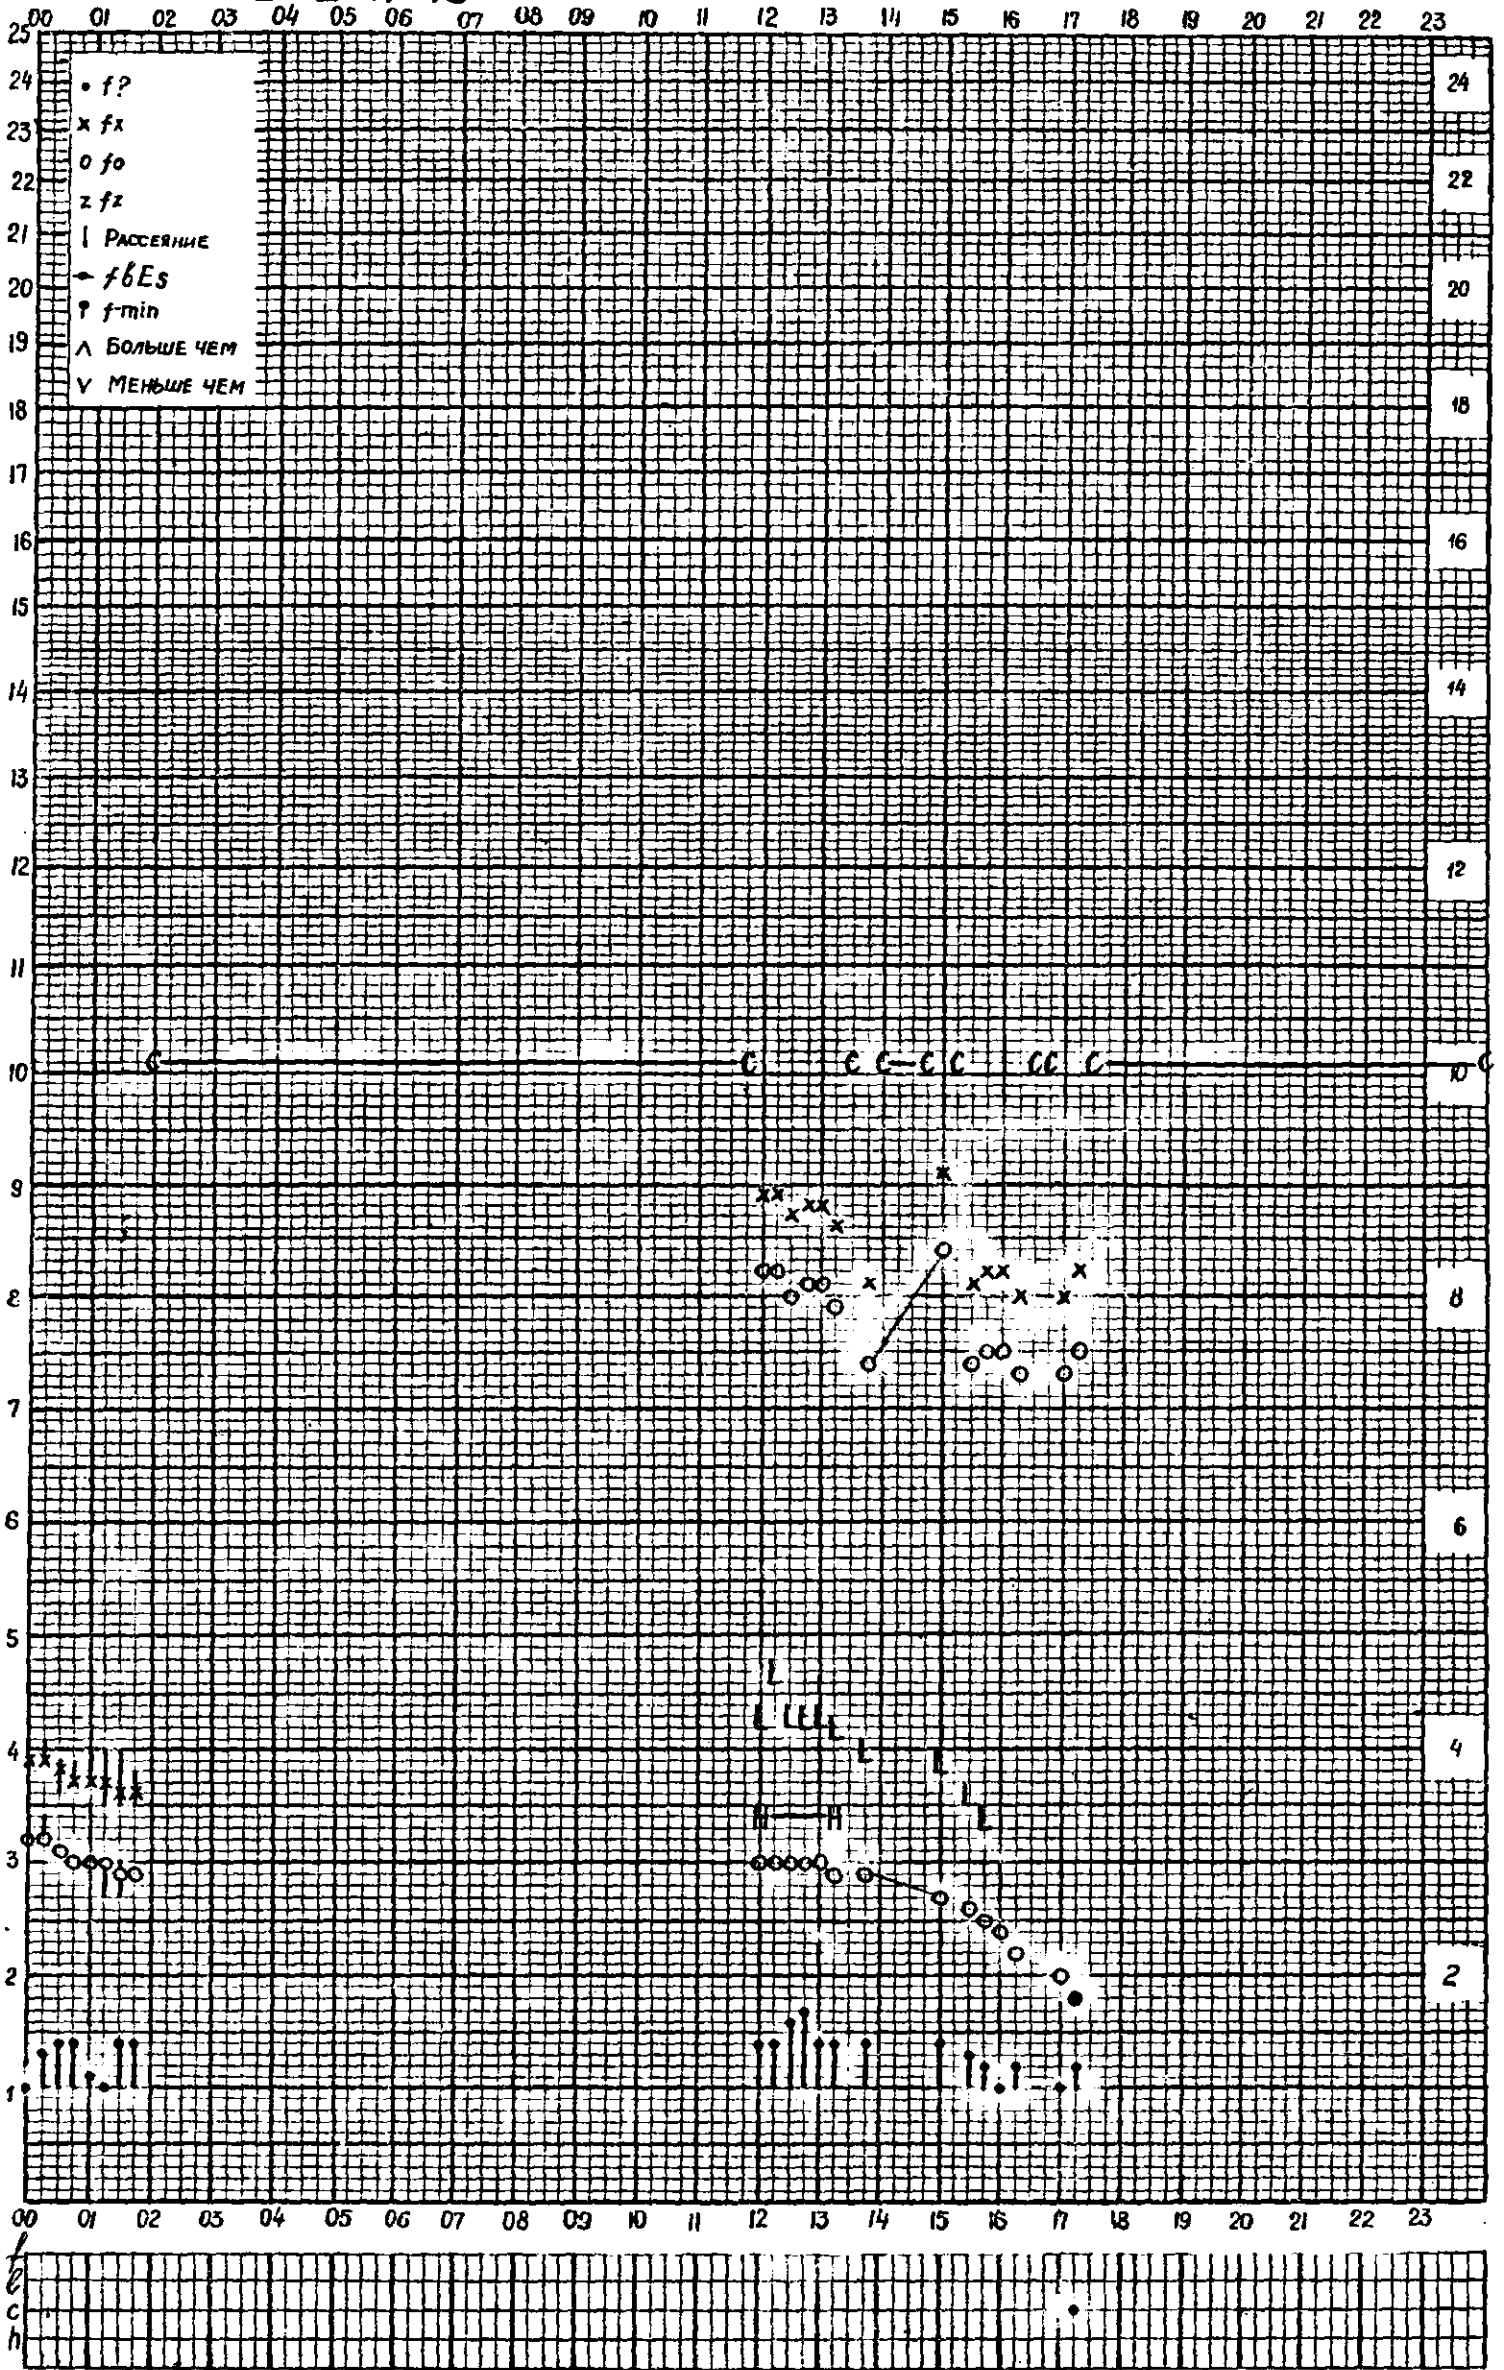 00 01 02 03 04 05 06 07 08 09 10 11 12 13 14 15 16 17 18 19 20 21 22 23
25
24 24
23
22 22
21
20 20
19
18 18
17
16 16
15
14 14
13
12 12
11
10 10
9
8 8
7
6 6
5
4 4
3
2 2
1
• f?
x fx
o fo
z fz
| РАССЕЯНИЕ
fbEs
f-min
∧ БОЛЬШЕ ЧЕМ
∨ МЕНЬШЕ ЧЕМ
C C C C C C C C C C
L
L L L L L
L L
L
L
H H
00 01 02 03 04 05 06 07 08 09 10 11 12 13 14 15 16 17 18 19 20 21 22 23
f
l
c
h